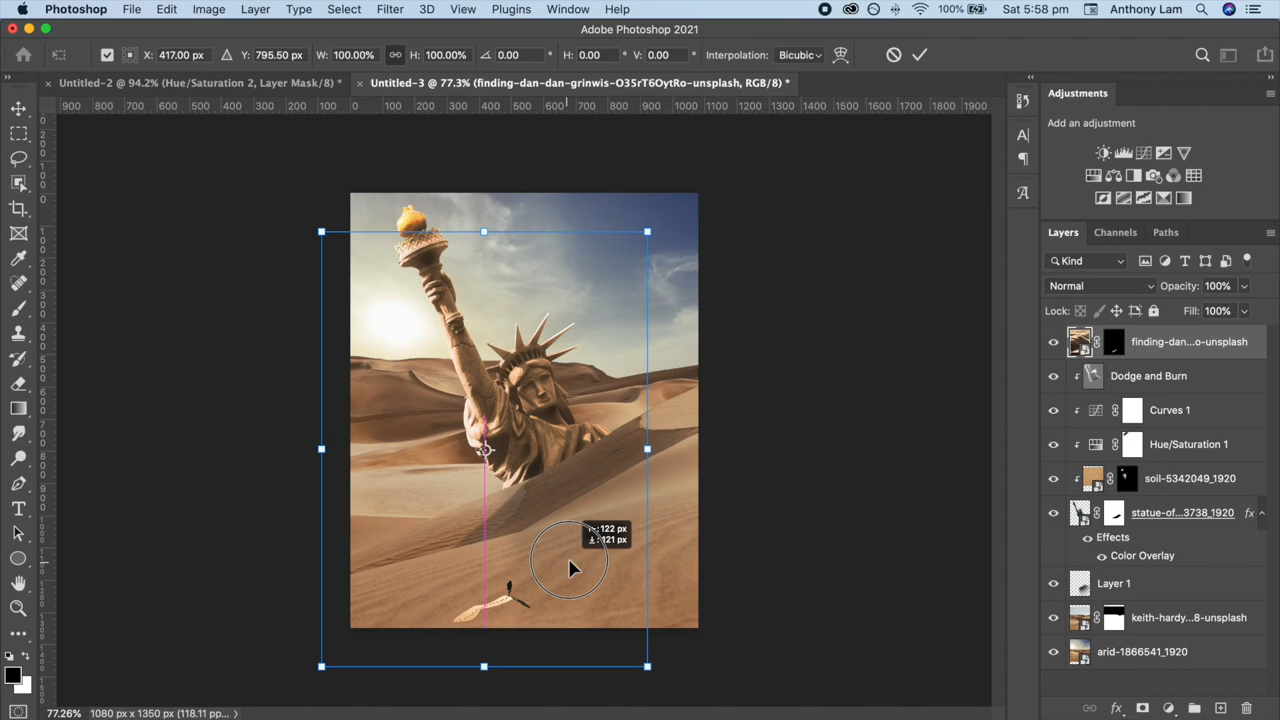 Photoshop File Edit Image Layer Type Select Filter 3D View Plugins Window Help 100% Sat 5:58 pm Anthony Lam
Adobe Photoshop 2021
X: 417.00 px Y: 795.50 px W: 100.00% H: 100.00% 0.00 ° H: 0.00 ° V: 0.00 ° Interpolation: Bicubic
× Untitled-2 @ 94.2% (Hue/Saturation 2, Layer Mask/8) * × Untitled-3 @ 77.3% (finding-dan-dan-grinwis-O35rT6OytRo-unsplash, RGB/8) *
900 800 700 600 500 400 300 200 100 0 100 200 300 400 500 600 700 800 900 1000 1100 1200 1300 1400 1500 1600 1700 1800 1900
Adjustments
Add an adjustment
Layers Channels Paths
Kind
Normal Opacity: 100%
Lock: Fill: 100%
finding-dan...o-unsplash
Dodge and Burn
Curves 1
Hue/Saturation 1
soil-5342049_1920
statue-of...3738_1920 fx
Effects
Color Overlay
Layer 1
keith-hardy...8-unsplash
arid-1866541_1920
: 122 px
: 121 px
77.26% 1080 px x 1350 px (118.11 pp...